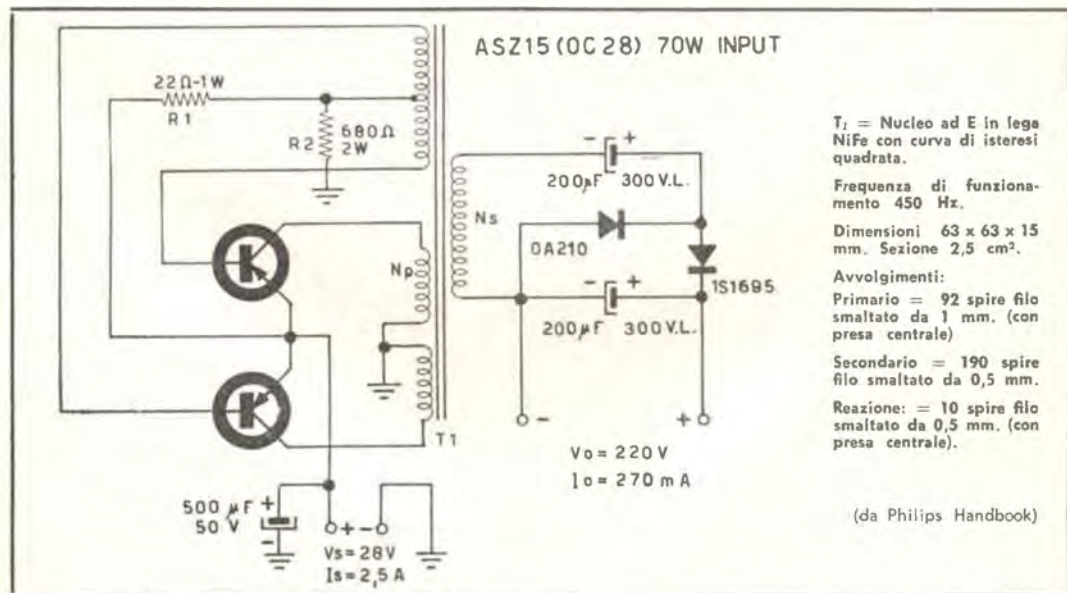 ASZ15 (OC 28) 70W INPUT
22Ω-1W
R1
R2
680Ω
2W
Np
Ns
T1
- +
200µF 300V.L.
OA210
1S1695
- +
200µF 300V.L.
- +
Vo = 220 V
Io = 270 mA
500 µF +
50 V -
+ -
Vs = 28V
Is = 2,5 A
T₁ = Nucleo ad E in lega
NiFe con curva di isteresi
quadrata.
Frequenza di funziona-
mento 450 Hz.
Dimensioni 63 x 63 x 15
mm. Sezione 2,5 cm².
Avvolgimenti:
Primario = 92 spire filo
smaltato da 1 mm. (con
presa centrale)
Secondario = 190 spire
filo smaltato da 0,5 mm.
Reazione: = 10 spire filo
smaltato da 0,5 mm. (con
presa centrale).
(da Philips Handbook)